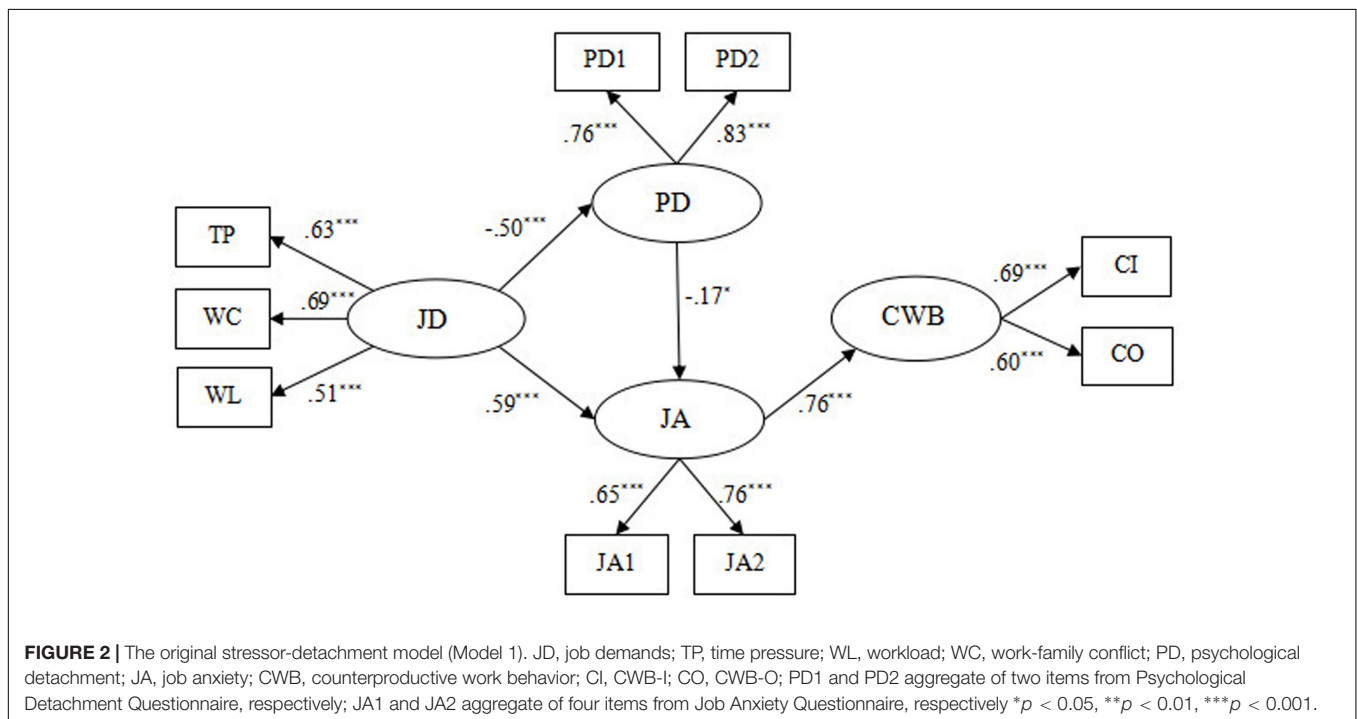 PD1 PD2
.76*** .83***
PD
TP .63*** -.50***
CI
.69***
WC .69*** JD -.17* CWB
.60*** CO
WL .51*** .59*** .76***
JA
.65*** .76***
JA1 JA2
FIGURE 2 | The original stressor-detachment model (Model 1). JD, job demands; TP, time pressure; WL, workload; WC, work-family conflict; PD, psychological
detachment; JA, job anxiety; CWB, counterproductive work behavior; CI, CWB-I; CO, CWB-O; PD1 and PD2 aggregate of two items from Psychological
Detachment Questionnaire, respectively; JA1 and JA2 aggregate of four items from Job Anxiety Questionnaire, respectively *p < 0.05, **p < 0.01, ***p < 0.001.